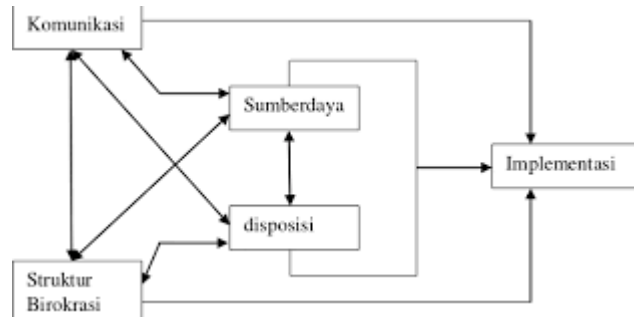 Komunikasi
Sumberdaya
Implementasi
disposisi
Struktur
Birokrasi